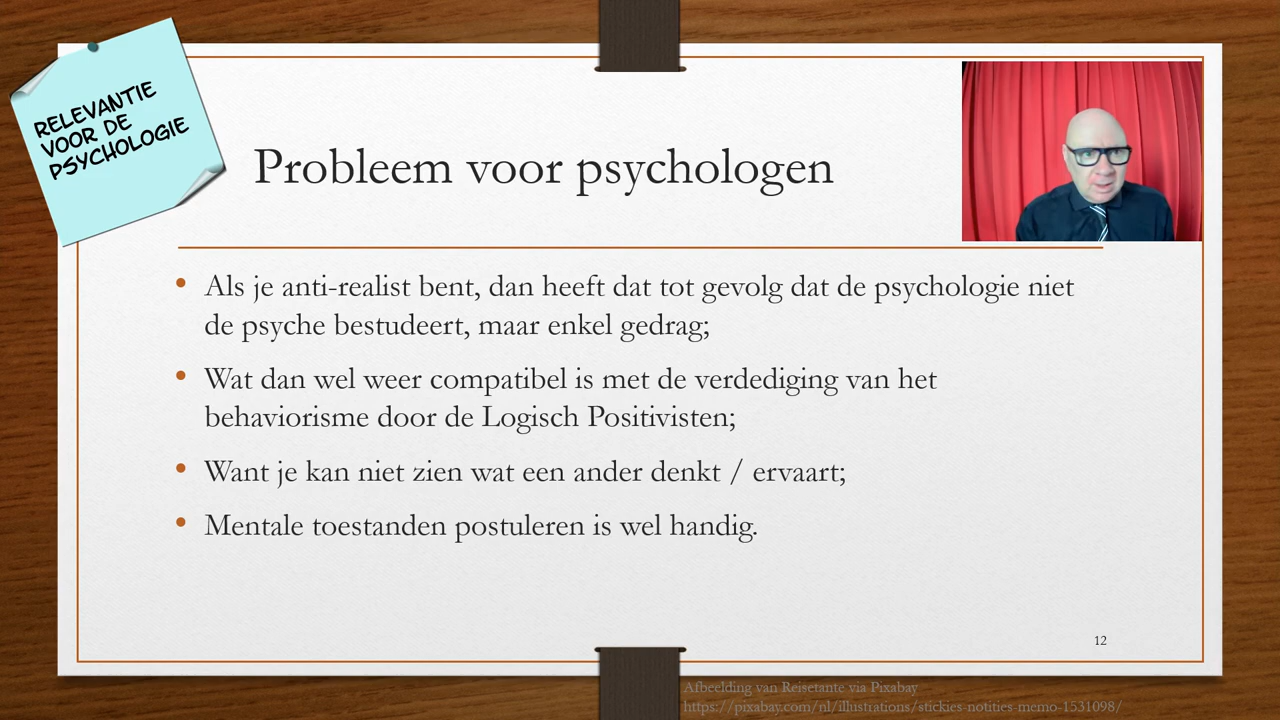 RELEVANTIE
VOOR DE
PSYCHOLOGIE
Probleem voor psychologen
• Als je anti-realist bent, dan heeft dat tot gevolg dat de psychologie niet
de psyche bestudeert, maar enkel gedrag;
• Wat dan wel weer compatibel is met de verdediging van het
behaviorisme door de Logisch Positivisten;
• Want je kan niet zien wat een ander denkt / ervaart;
• Mentale toestanden postuleren is wel handig.
12
Afbeelding van Reisetante via Pixabay
https://pixabay.com/nl/illustrations/stickies-notities-memo-1531098/